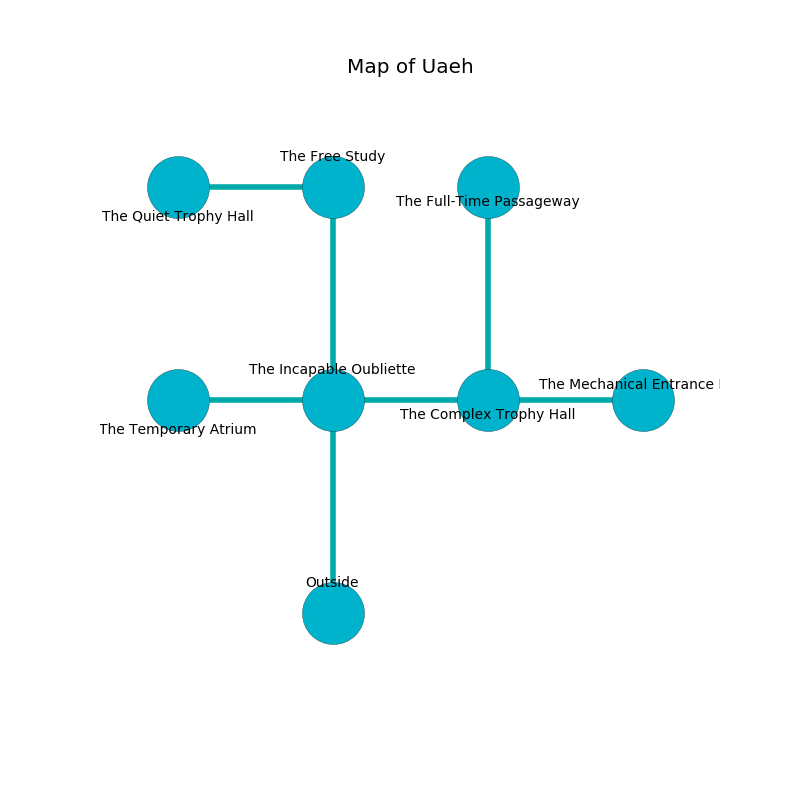 Map of Uaeh
The Free Study
The Quiet Trophy Hall
The Full-Time Passageway
The Incapable Oubliette
The Mechanical Entrance
The Complex Trophy Hall
The Temporary Atrium
Outside